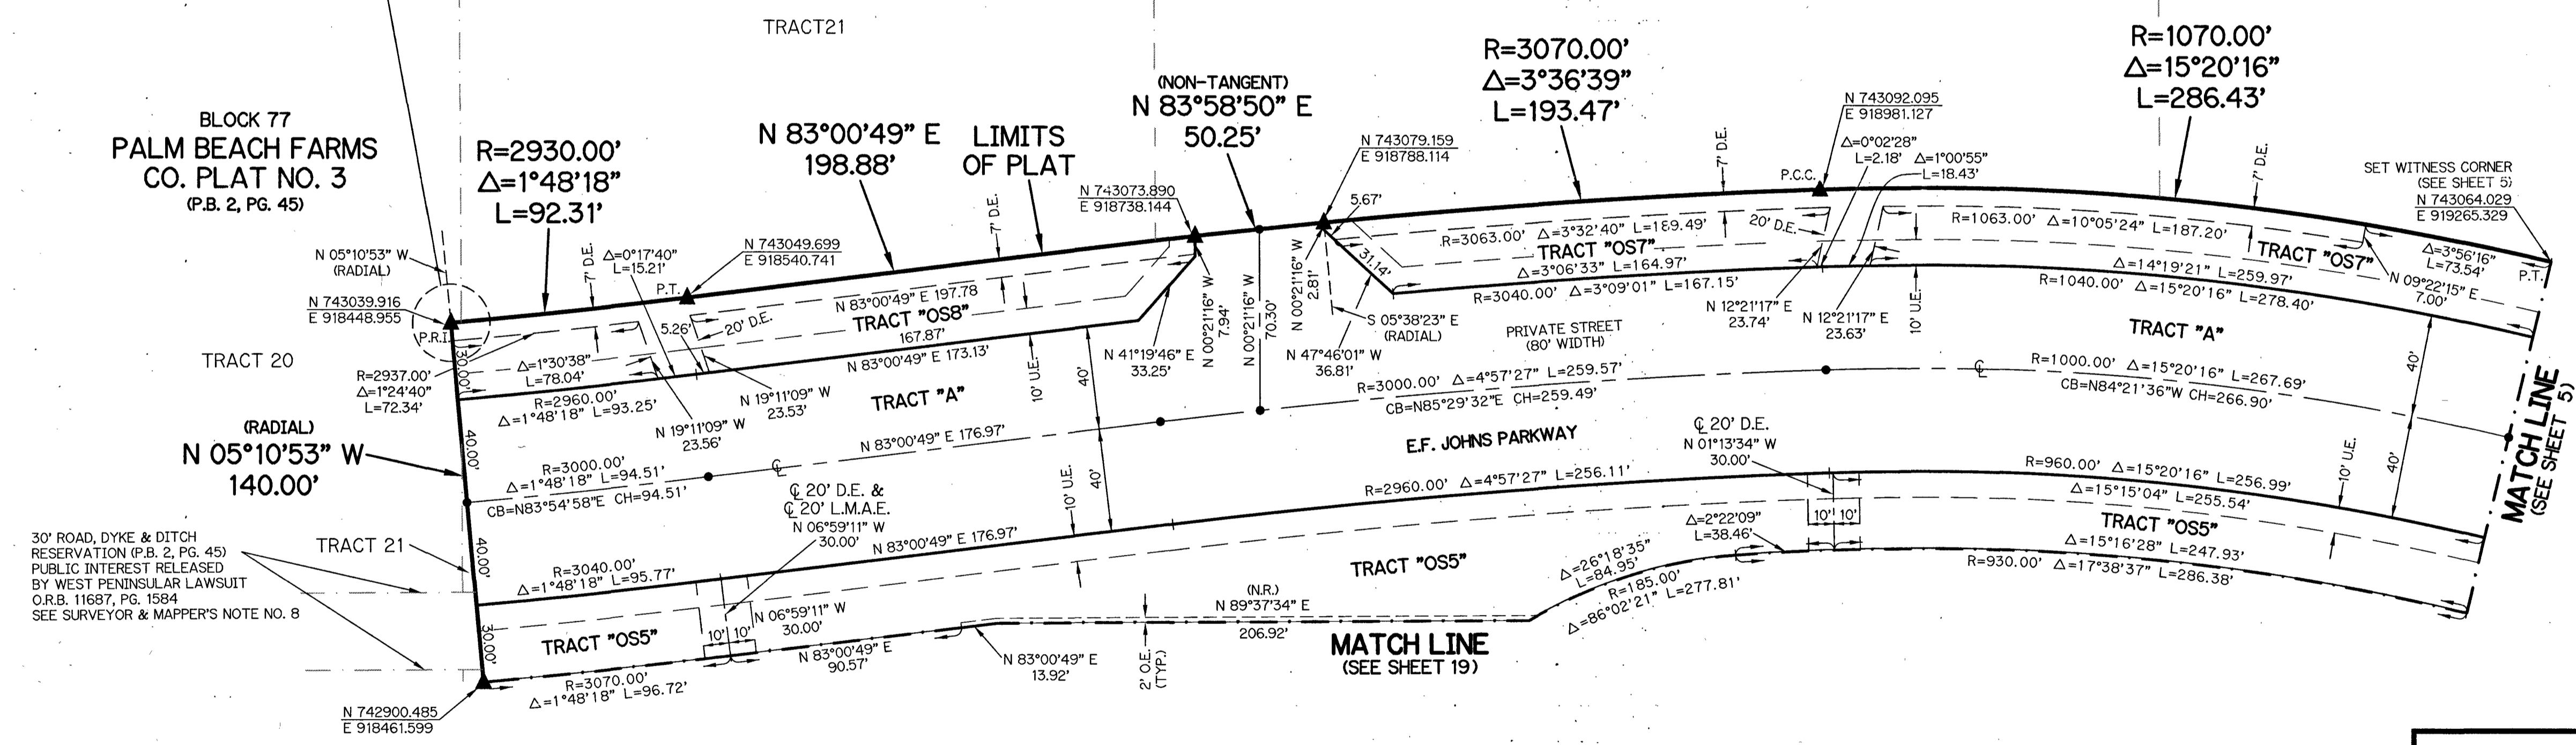 TRACT21
BLOCK 77
PALM BEACH FARMS
CO. PLAT NO. 3
(P.B. 2, PG. 45)
R=2930.00'
Δ=1°48'18"
L=92.31'
N 83°00'49" E
198.88'
LIMITS
OF PLAT
(NON-TANGENT)
N 83°58'50" E
50.25'
R=3070.00'
Δ=3°36'39"
L=193.47'
R=1070.00'
Δ=15°20'16"
L=286.43'
N 743092.095
E 918981.127
P.C.C.
Δ=0°02'28"
L=2.18'
Δ=1°00'55"
L=18.43'
SET WITNESS CORNER
(SEE SHEET 5)
N 743064.029
E 919265.329
P.T.
N 743079.159
E 918788.114
N 743073.890
E 918738.144
N 743049.699
E 918540.741
P.T.
N 05°10'53" W
(RADIAL)
N 743039.916
E 918448.955
P.R.I.
7' D.E.
7' D.E.
7' D.E.
7' D.E.
Δ=0°17'40"
L=15.21'
5.26'
20' D.E.
N 83°00'49" E 197.78
TRACT "OS8"
167.87'
N 83°00'49" E 173.13'
5.67'
31.14'
R=3063.00' Δ=3°32'40" L=189.49'
20' D.E.
TRACT "OS7"
Δ=3°06'33" L=164.97'
R=3040.00' Δ=3°09'01" L=167.15'
R=1063.00' Δ=10°05'24" L=187.20'
TRACT "OS7"
Δ=3°56'16"
L=73.54'
Δ=14°19'21" L=259.97'
R=1040.00' Δ=15°20'16" L=278.40'
N 09°22'15" E
7.00'
TRACT 20
R=2937.00'
Δ=1°24'40"
L=72.34'
30.00'
Δ=1°30'38"
L=78.04'
R=2960.00'
Δ=1°48'18" L=93.25'
N 19°11'09" W
23.56'
N 19°11'09" W
23.53'
TRACT "A"
10' U.E.
40'
N 41°19'46" E
33.25'
N 00°21'16" W
7.94'
N 00°21'16" W
70.30'
N 00°21'16" W
2.81'
N 47°46'01" W
36.81'
S 05°38'23" E
(RADIAL)
PRIVATE STREET
(80' WIDTH)
N 12°21'17" E
23.74'
N 12°21'17" E
23.63'
10' U.E.
TRACT "A"
40'
R=3000.00' Δ=4°57'27" L=259.57'
CB=N85°29'32"E CH=259.49'
R=1000.00' Δ=15°20'16" L=267.69'
CB=N84°21'36"W CH=266.90'
℄
MATCH LINE
(SEE SHEET 5)
(RADIAL)
N 05°10'53" W
140.00'
40.00'
R=3000.00'
Δ=1°48'18" L=94.51'
CB=N83°54'58"E CH=94.51'
℄
N 83°00'49" E 176.97'
E.F. JOHNS PARKWAY
℄ 20' D.E.
N 01°13'34" W
30.00'
℄ 20' D.E. &
℄ 20' L.M.A.E.
N 06°59'11" W
30.00'
10' U.E.
40'
N 83°00'49" E 176.97'
R=2960.00' Δ=4°57'27" L=256.11'
R=960.00' Δ=15°20'16" L=256.99'
Δ=15°15'04" L=255.54'
10' U.E.
40'
30' ROAD, DYKE & DITCH
RESERVATION (P.B. 2, PG. 45)
PUBLIC INTEREST RELEASED
BY WEST PENINSULAR LAWSUIT
O.R.B. 11687, PG. 1584
SEE SURVEYOR & MAPPER'S NOTE NO. 8
TRACT 21
40.00'
R=3040.00'
Δ=1°48'18" L=95.77'
30.00'
TRACT "OS5"
N 06°59'11" W
30.00'
10' 10'
N 83°00'49" E
90.57'
R=3070.00'
Δ=1°48'18" L=96.72'
N 83°00'49" E
13.92'
2' O.E.
(TYP.)
(N.R.)
N 89°37'34" E
206.92'
MATCH LINE
(SEE SHEET 19)
TRACT "OS5"
Δ=26°18'35"
L=84.95'
R=185.00'
Δ=86°02'21" L=277.81'
Δ=2°22'09"
L=38.46'
10' 10'
TRACT "OS5"
Δ=15°16'28" L=247.93'
R=930.00' Δ=17°38'37" L=286.38'
N 742900.485
E 918461.599